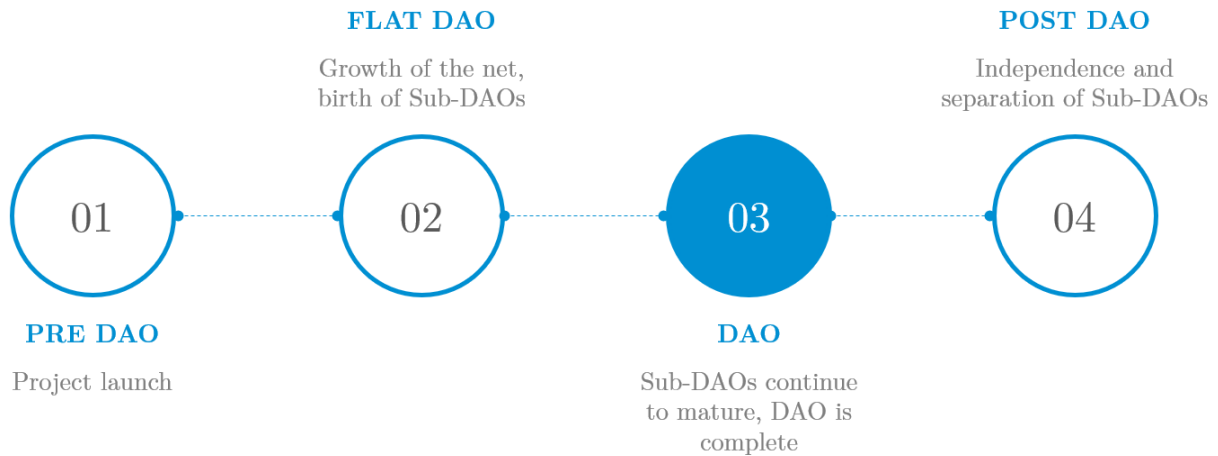 FLAT DAO
Growth of the net,
birth of Sub-DAOs
POST DAO
Independence and
separation of Sub-DAOs
01
02
03
04
PRE DAO
Project launch
DAO
Sub-DAOs continue
to mature, DAO is
complete